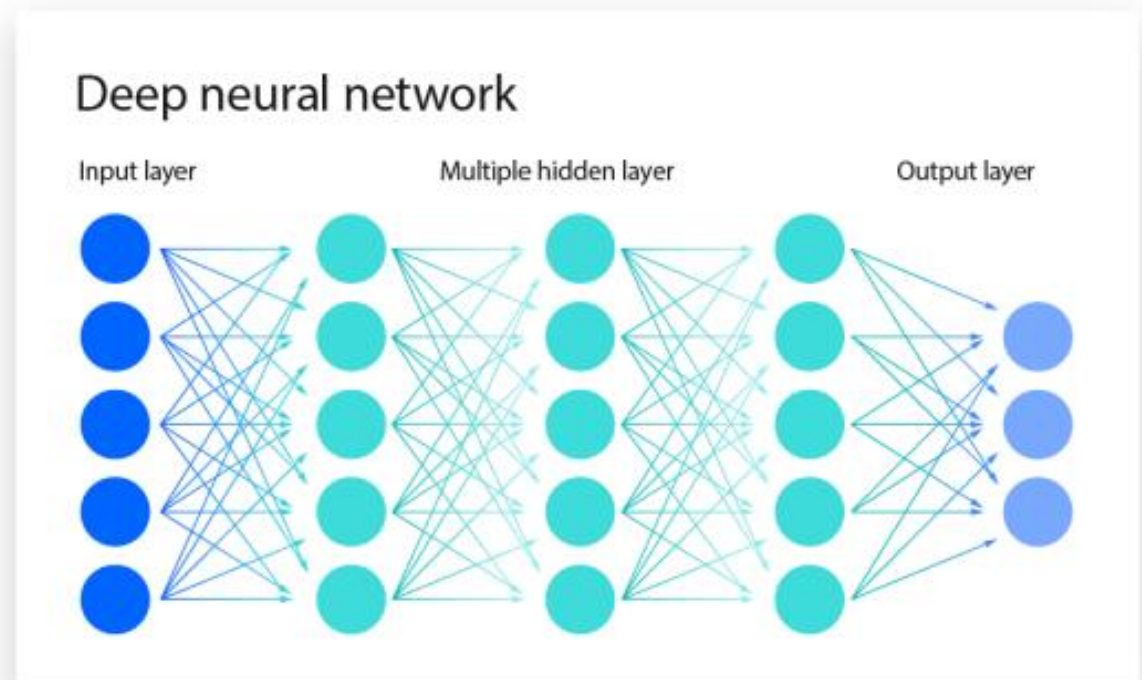 Deep neural network
Input layer
Multiple hidden layer
Output layer